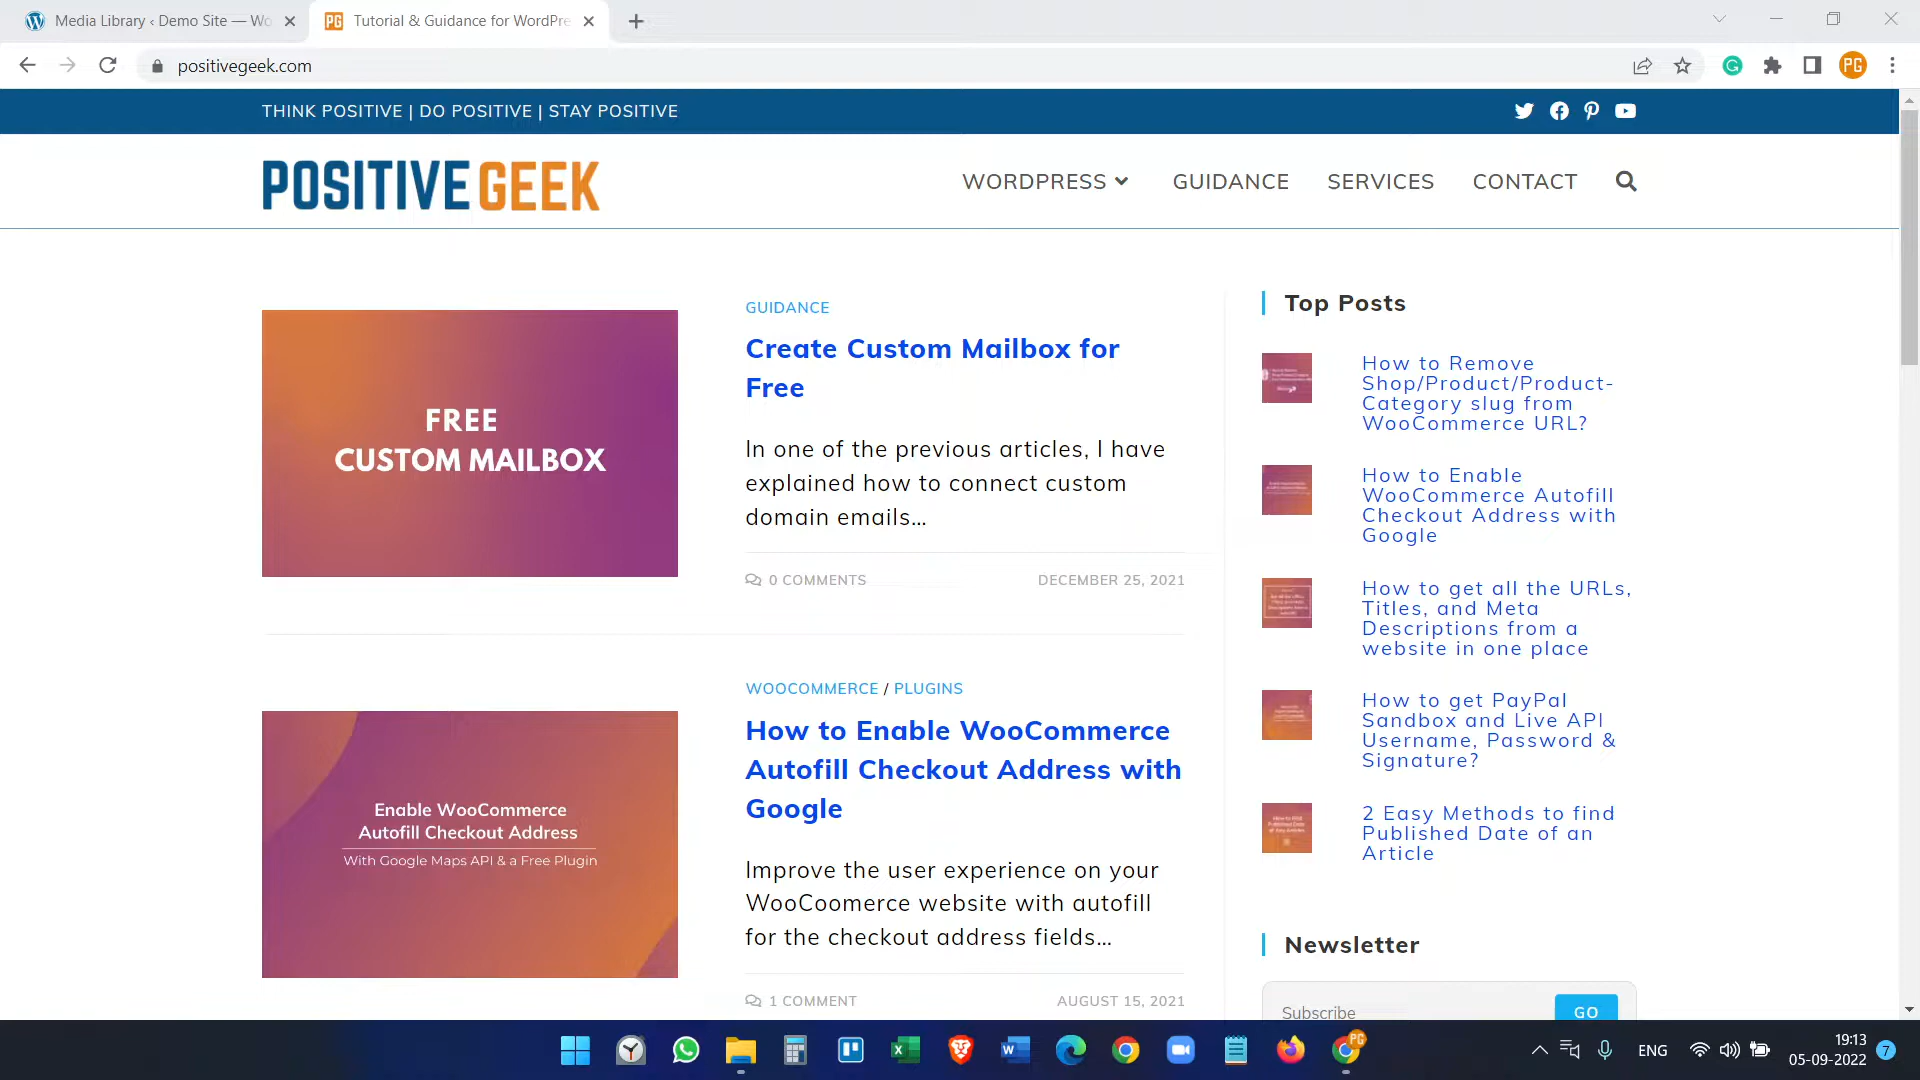 Media Library ‹ Demo Site — Wo
Tutorial & Guidance for WordPre
positivegeek.com
PG
THINK POSITIVE | DO POSITIVE | STAY POSITIVE
POSITIVE GEEK
WORDPRESS
GUIDANCE
SERVICES
CONTACT
FREE
CUSTOM MAILBOX
GUIDANCE
Create Custom Mailbox for
Free
In one of the previous articles, I have
explained how to connect custom
domain emails…
0 COMMENTS
DECEMBER 25, 2021
Enable WooCommerce
Autofill Checkout Address
With Google Maps API & a Free Plugin
WOOCOMMERCE / PLUGINS
How to Enable WooCommerce
Autofill Checkout Address with
Google
Improve the user experience on your
WooCoomerce website with autofill
for the checkout address fields…
1 COMMENT
AUGUST 15, 2021
Top Posts
How to Remove
Shop/Product/Product-
Category slug from
WooCommerce URL?
How to Enable
WooCommerce Autofill
Checkout Address with
Google
How to get all the URLs,
Titles, and Meta
Descriptions from a
website in one place
How to get PayPal
Sandbox and Live API
Username, Password &
Signature?
2 Easy Methods to find
Published Date of an
Article
Newsletter
Subscribe
GO
ENG
19:13
05-09-2022
7